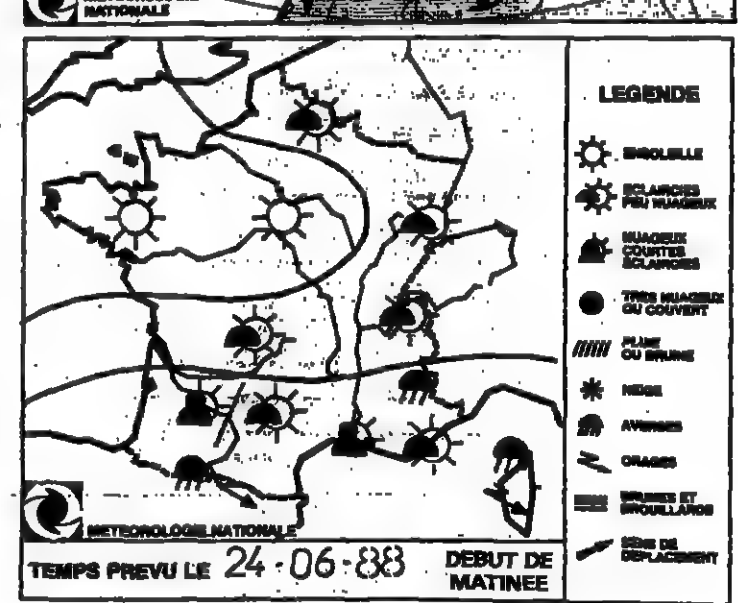 NATIONALE
LEGENDE
ENSOLEILLE
ECLAIRCIES
PEU NUAGEUX
NUAGEUX
COURTES
ECLAIRCIES
TRES NUAGEUX
OU COUVERT
PLUIE
OU BRUINE
NEIGE
AVERSES
ORAGES
BRUMES ET
BROUILLARDS
SENS DE
DEPLACEMENT
METEOROLOGIE NATIONALE
TEMPS PREVU LE 24·06·88 DEBUT DE
MATINEE